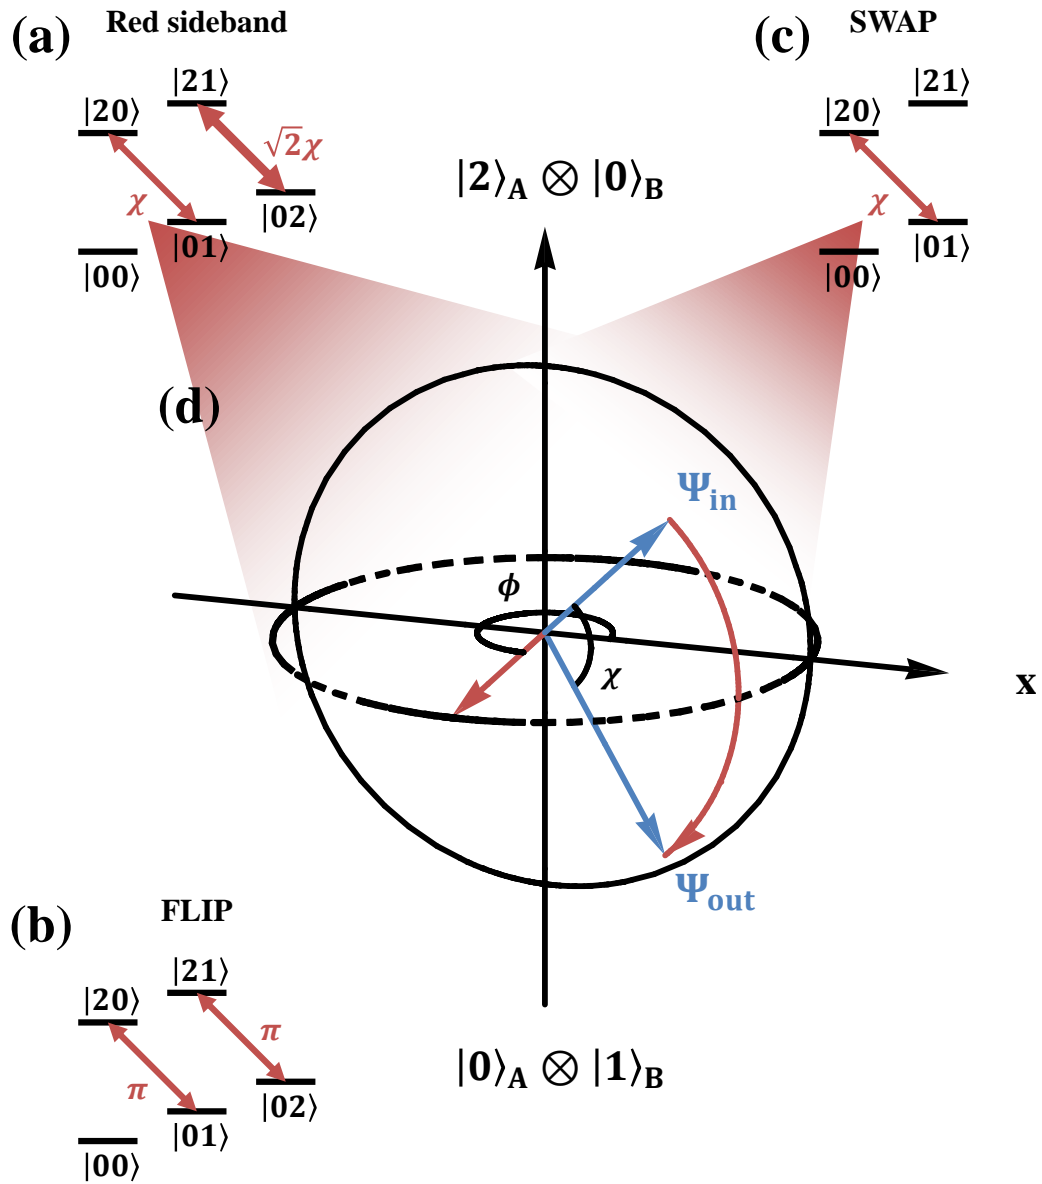 (a) Red sideband
|21⟩
|20⟩
√2χ
χ
|02⟩
|01⟩
|00⟩
(c) SWAP
|21⟩
|20⟩
χ
|01⟩
|00⟩
|2⟩A ⊗ |0⟩B
(d)
Ψin
ϕ
χ
x
Ψout
|0⟩A ⊗ |1⟩B
(b) FLIP
|21⟩
|20⟩
π
π
|02⟩
|01⟩
|00⟩